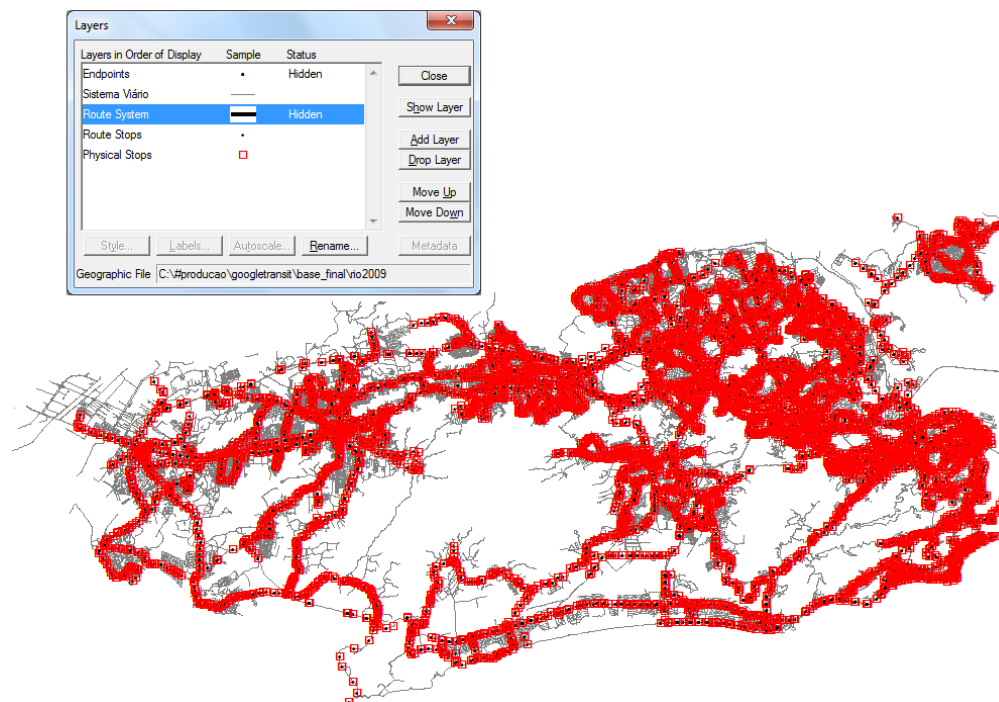 Layers
Layers in Order of Display Sample Status
Endpoints Hidden
Sistema Viário
Route System Hidden
Route Stops
Physical Stops
Close
Show Layer
Add Layer
Drop Layer
Move Up
Move Down
Style... Labels... Autoscale... Rename... Metadata
Geographic File C:\#producao\googletransit\base_final\rio2009